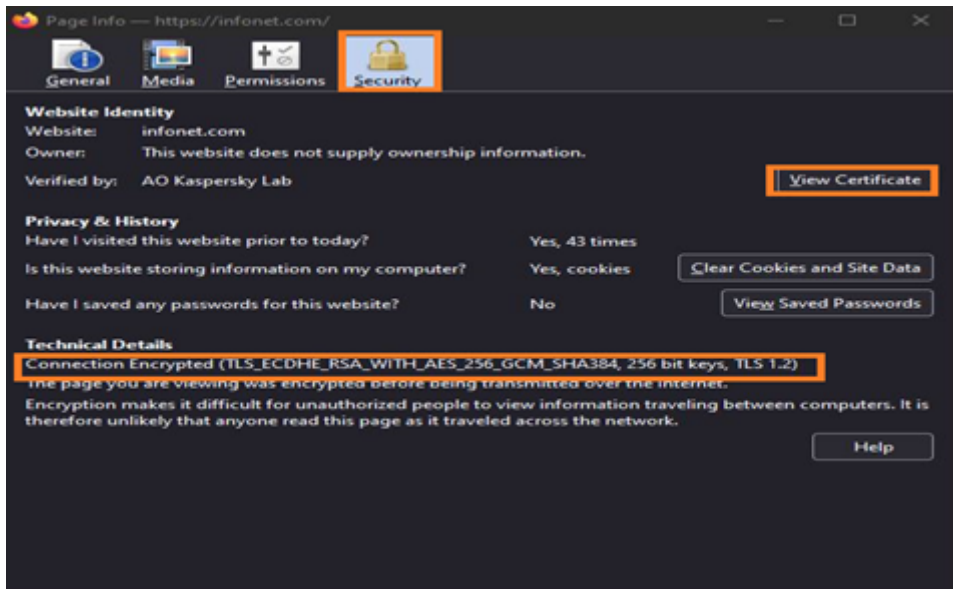 Page Info — https://infonet.com/
General Media Permissions Security
Website Identity
Website: infonet.com
Owner: This website does not supply ownership information.
Verified by: AO Kaspersky Lab View Certificate
Privacy & History
Have I visited this website prior to today? Yes, 43 times
Is this website storing information on my computer? Yes, cookies Clear Cookies and Site Data
Have I saved any passwords for this website? No View Saved Passwords
Technical Details
Connection Encrypted (TLS_ECDHE_RSA_WITH_AES_256_GCM_SHA384, 256 bit keys, TLS 1.2)
The page you are viewing was encrypted before being transmitted over the Internet.
Encryption makes it difficult for unauthorized people to view information traveling between computers. It is
therefore unlikely that anyone read this page as it traveled across the network.
Help